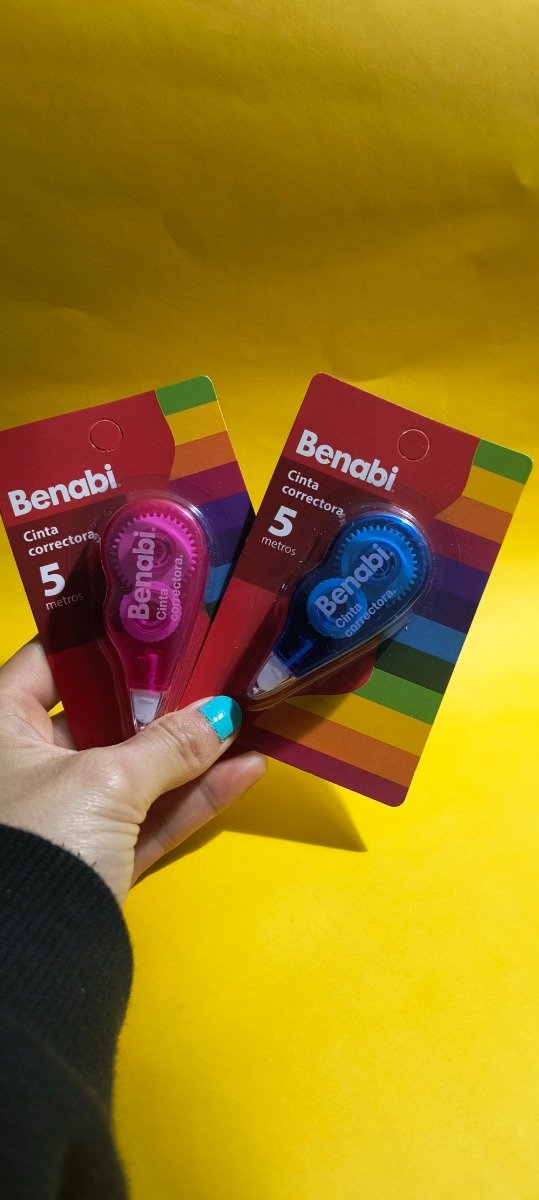 Benabi
Cinta
correctora
5
metros
Benabi.
Cinta
correctora.
Benabi
Cinta
correctora
5
metros
Benabi.
Cinta
correctora.